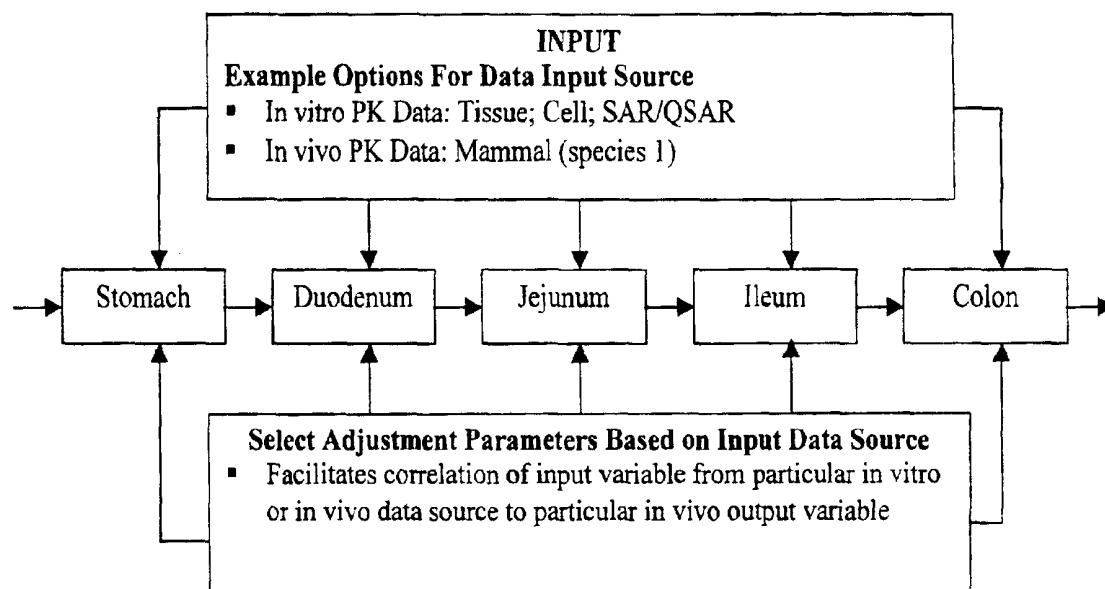 INPUT
Example Options For Data Input Source
▪ In vitro PK Data: Tissue; Cell; SAR/QSAR
▪ In vivo PK Data: Mammal (species 1)
Stomach
Duodenum
Jejunum
Ileum
Colon
Select Adjustment Parameters Based on Input Data Source
▪ Facilitates correlation of input variable from particular in vitro
or in vivo data source to particular in vivo output variable